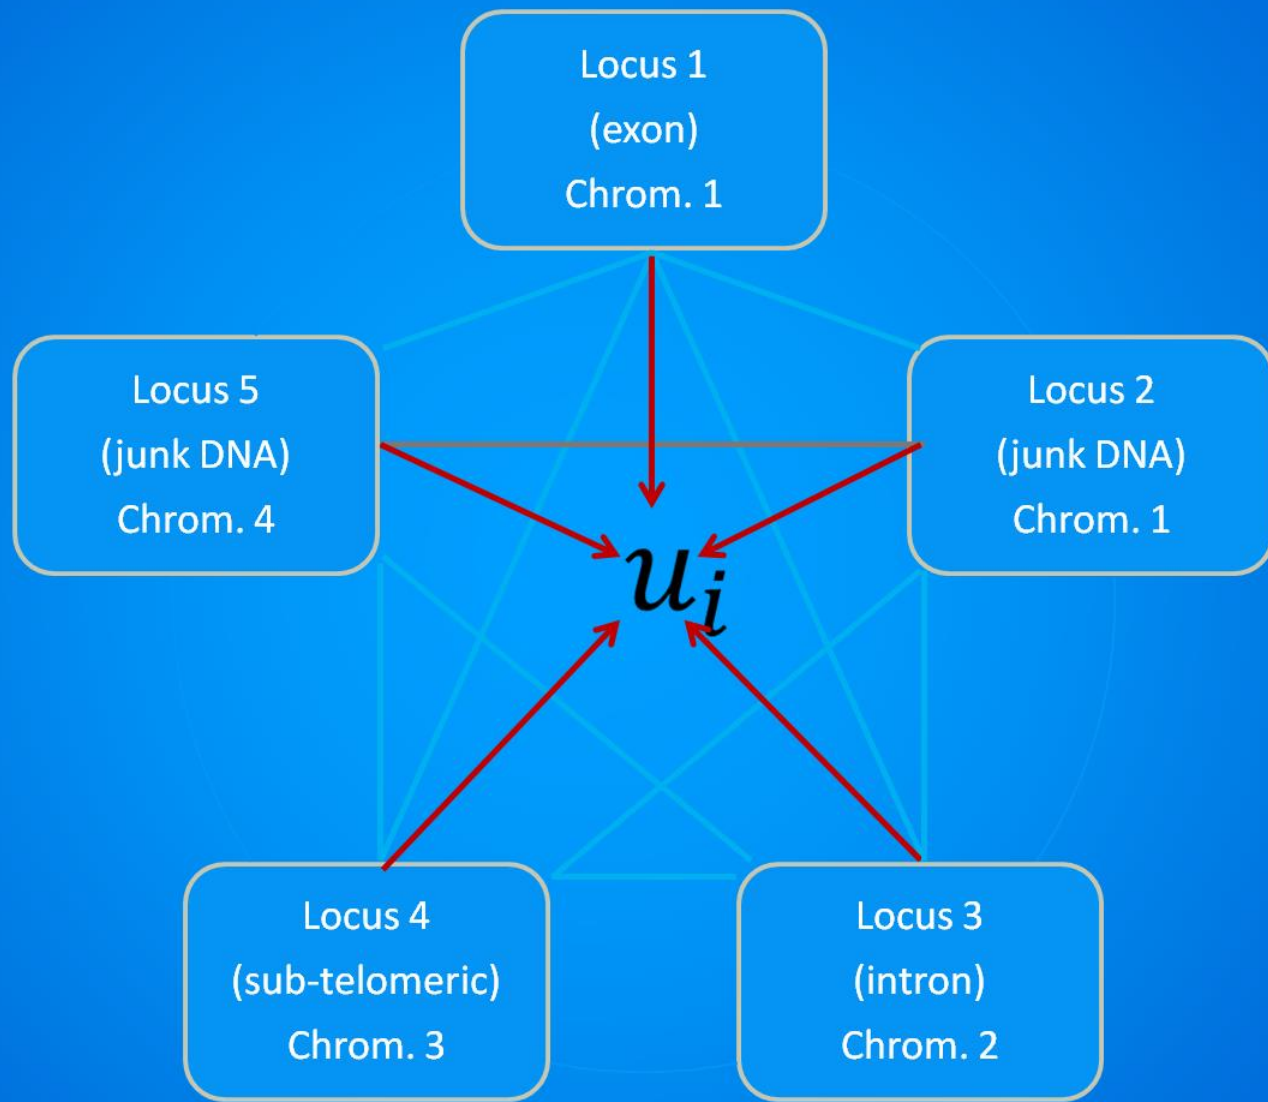 Locus 1
(exon)
Chrom. 1
Locus 5
(junk DNA)
Chrom. 4
Locus 2
(junk DNA)
Chrom. 1
u_i
Locus 4
(sub-telomeric)
Chrom. 3
Locus 3
(intron)
Chrom. 2